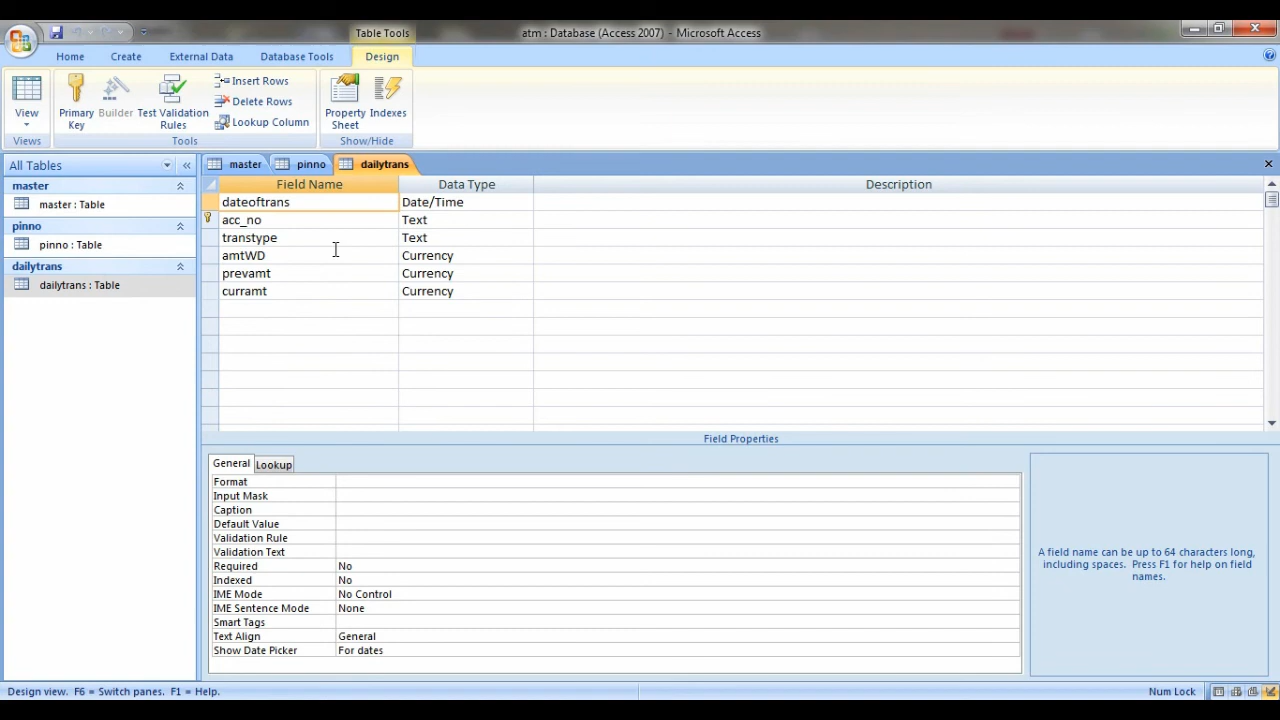 Table Tools
atm : Database (Access 2007) - Microsoft Access
Home
Create
External Data
Database Tools
Design
View
Primary Key
Builder
Test Validation Rules
Insert Rows
Delete Rows
Lookup Column
Property Sheet
Indexes
Views
Tools
Show/Hide
All Tables
master
master : Table
pinno
pinno : Table
dailytrans
dailytrans : Table
master
pinno
dailytrans
Field Name Data Type Description
dateoftrans Date/Time
acc_no Text
transtype Text
amtWD Currency
prevamt Currency
curramt Currency
Field Properties
General
Lookup
Format
Input Mask
Caption
Default Value
Validation Rule
Validation Text
Required No
Indexed No
IME Mode No Control
IME Sentence Mode None
Smart Tags
Text Align General
Show Date Picker For dates
A field name can be up to 64 characters long,
including spaces. Press F1 for help on field
names.
Design view. F6 = Switch panes. F1 = Help.
Num Lock